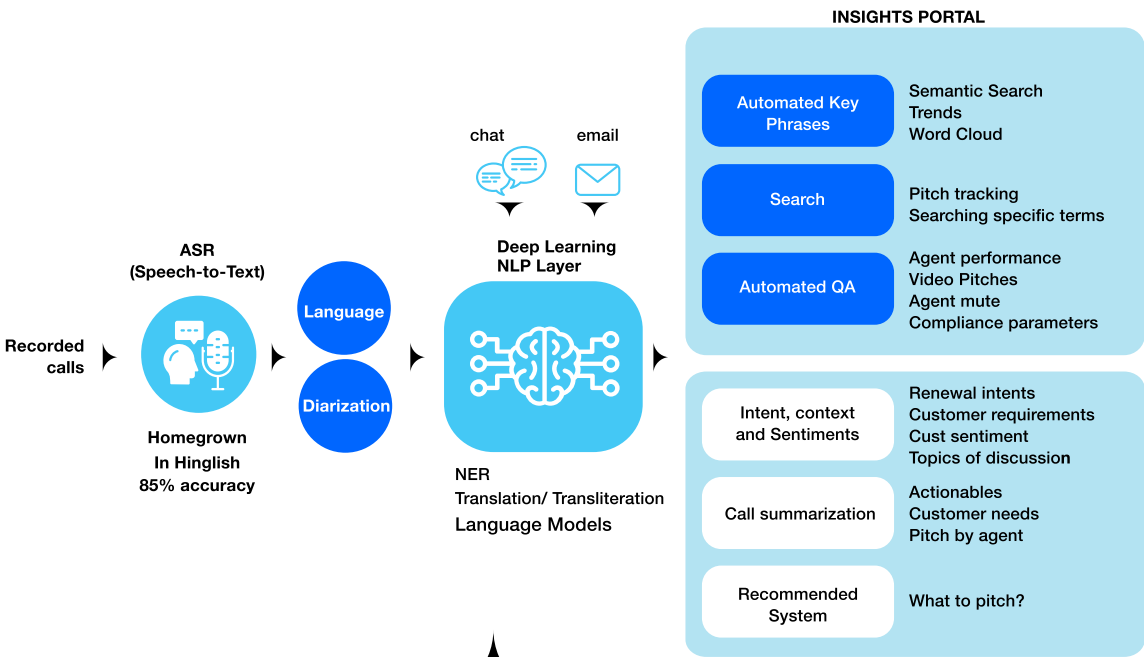 INSIGHTS PORTAL
Recorded
calls
ASR
(Speech-to-Text)
Homegrown
In Hinglish
85% accuracy
Language
Diarization
chat
email
Deep Learning
NLP Layer
NER
Translation/ Transliteration
Language Models
Automated Key
Phrases
Semantic Search
Trends
Word Cloud
Search
Pitch tracking
Searching specific terms
Automated QA
Agent performance
Video Pitches
Agent mute
Compliance parameters
Intent, context
and Sentiments
Renewal intents
Customer requirements
Cust sentiment
Topics of discussion
Call summarization
Actionables
Customer needs
Pitch by agent
Recommended
System
What to pitch?